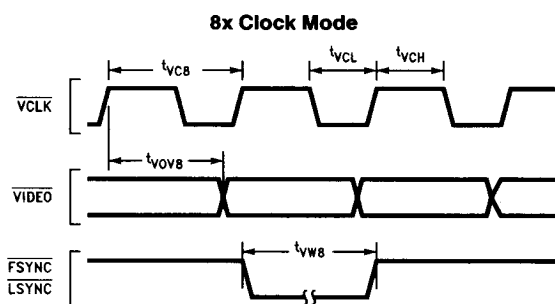 8x Clock Mode
tVC8
tVCL
tVCH
VCLK
tVOV8
VIDEO
tVW8
FSYNC
LSYNC